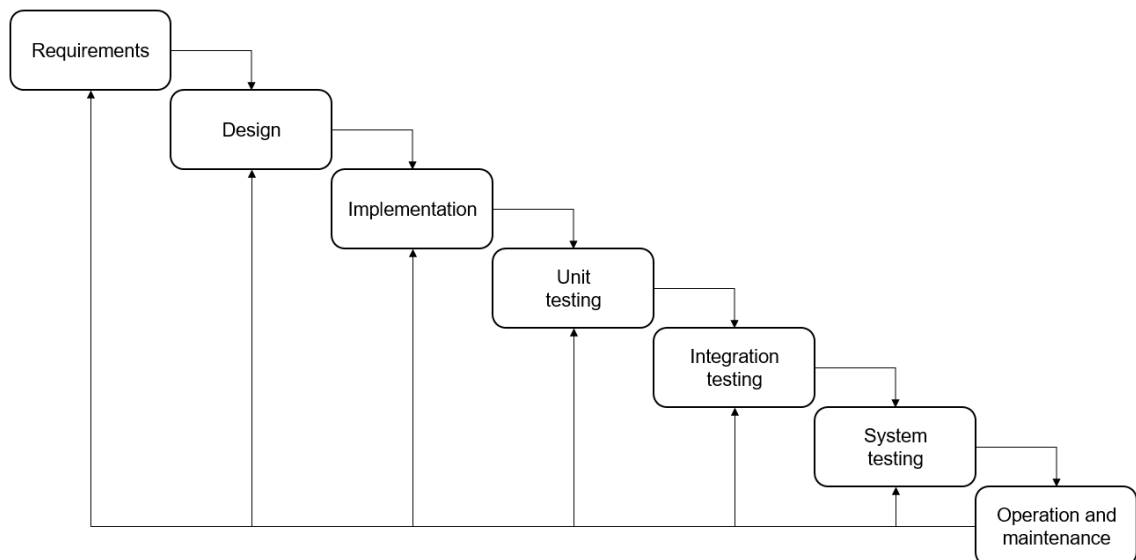 Requirements
Design
Implementation
Unit
testing
Integration
testing
System
testing
Operation and
maintenance